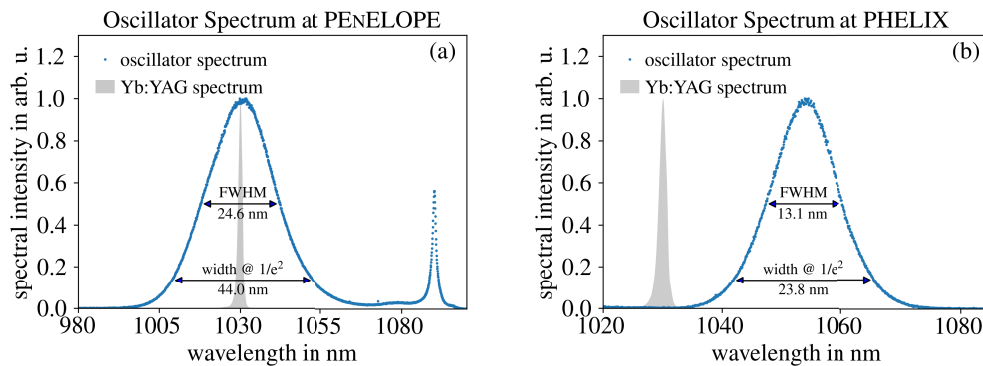 Oscillator Spectrum at PENELOPE
(a)
oscillator spectrum
Yb:YAG spectrum
spectral intensity in arb. u.
1.2
1.0
0.8
0.6
0.4
0.2
0.0
FWHM
24.6 nm
width @ 1/e²
44.0 nm
980 1005 1030 1055 1080
wavelength in nm
Oscillator Spectrum at PHELIX
(b)
oscillator spectrum
Yb:YAG spectrum
spectral intensity in arb. u.
1.2
1.0
0.8
0.6
0.4
0.2
0.0
FWHM
13.1 nm
width @ 1/e²
23.8 nm
1020 1040 1060 1080
wavelength in nm